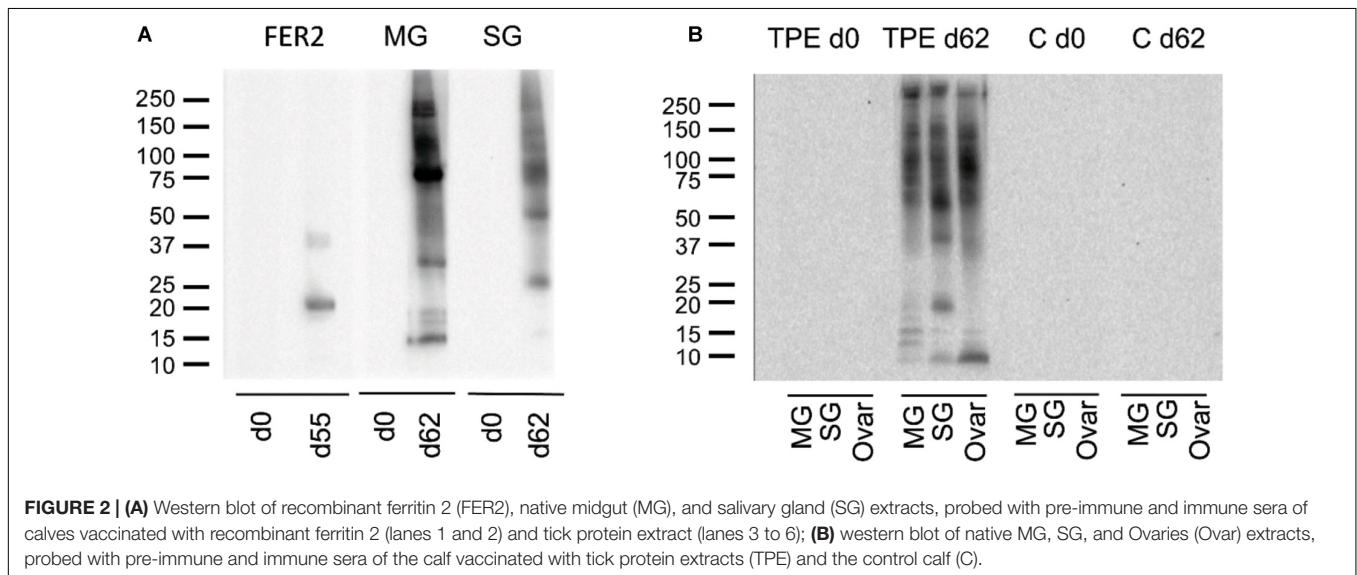 A
FER2 MG SG
250
150
100
75
50
37
25
20
15
10
d0 d55 d0 d62 d0 d62
B
TPE d0 TPE d62 C d0 C d62
250
150
100
75
50
37
25
20
15
10
MG SG Ovar MG SG Ovar MG SG Ovar MG SG Ovar
FIGURE 2 | (A) Western blot of recombinant ferritin 2 (FER2), native midgut (MG), and salivary gland (SG) extracts, probed with pre-immune and immune sera of
calves vaccinated with recombinant ferritin 2 (lanes 1 and 2) and tick protein extract (lanes 3 to 6); (B) western blot of native MG, SG, and Ovaries (Ovar) extracts,
probed with pre-immune and immune sera of the calf vaccinated with tick protein extracts (TPE) and the control calf (C).